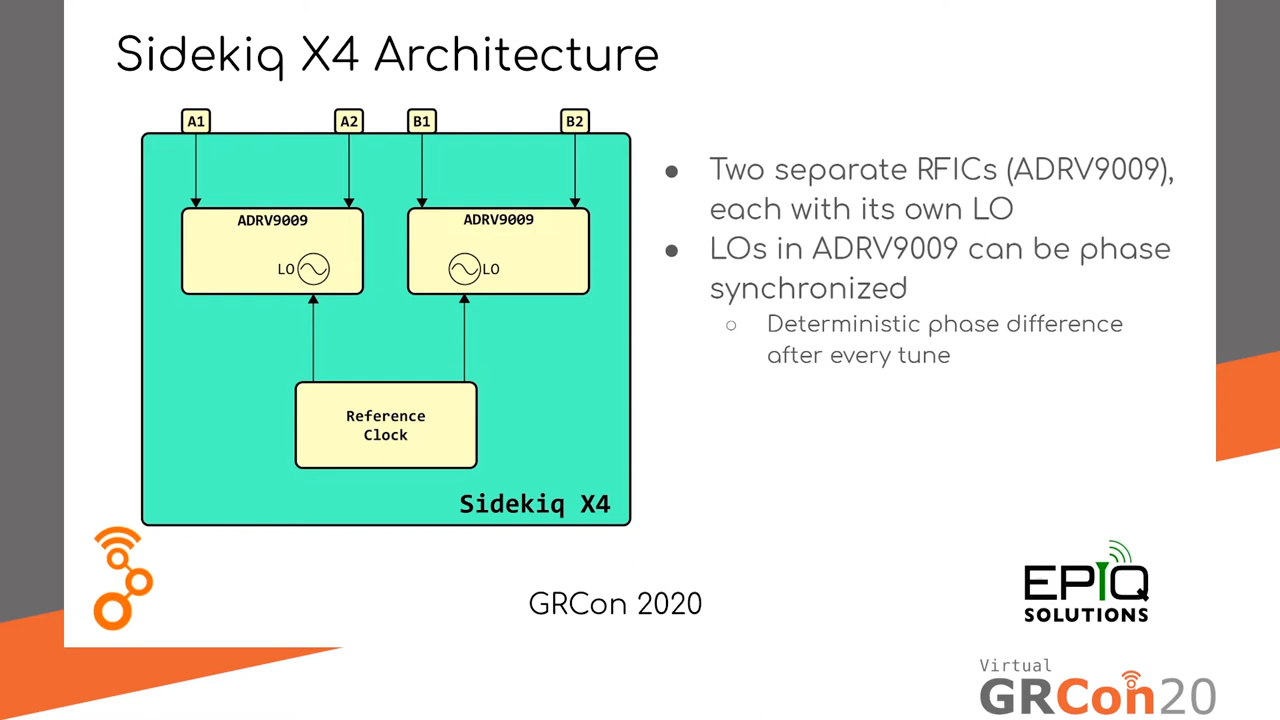 Sidekiq X4 Architecture
A1
A2
B1
B2
ADRV9009
LO
ADRV9009
LO
Reference
Clock
Sidekiq X4
● Two separate RFICs (ADRV9009),
each with its own LO
● LOs in ADRV9009 can be phase
synchronized
○ Deterministic phase difference
after every tune
GRCon 2020
EPIQ
SOLUTIONS
Virtual
GRCon20